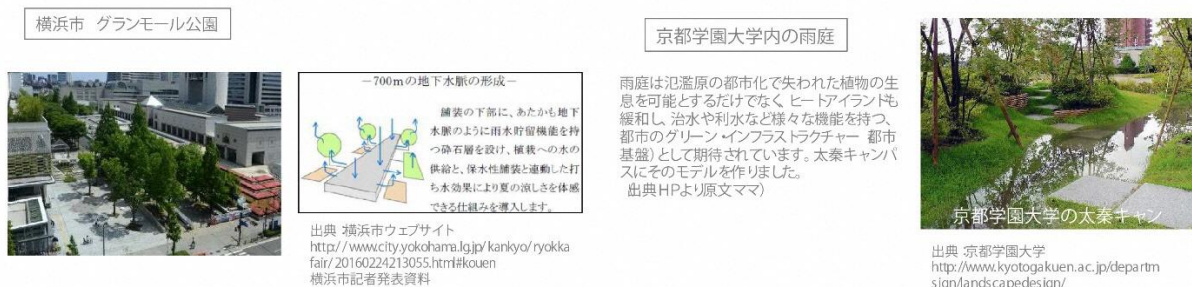 横浜市 グランモール公園
－700mの地下水脈の形成－
舗装の下部に、あたかも地下
水脈のように雨水貯留機能を持
つ砕石層を設け、植栽への水の
供給と、保水性舗装と連動した打
ち水効果により夏の涼しさを体感
できる仕組みを導入します。
出典 横浜市ウェブサイト
http://www.city.yokohama.lg.jp/kankyo/ryokka
fair/20160224213055.html#kouen
横浜市記者発表資料
京都学園大学内の雨庭
雨庭は氾濫原の都市化で失われた植物の生
息を可能とするだけでなく、ヒートアイランドも
緩和し、治水や利水など様々な機能を持つ、
都市のグリーン・インフラストラクチャー 都市
基盤)として期待されています。太秦キャンパ
スにそのモデルを作りました。
出典HPより原文ママ)
京都学園大学の太秦キャン
出典 京都学園大学
http://www.kyotogakuen.ac.jp/departm
sign/landscapedesign/